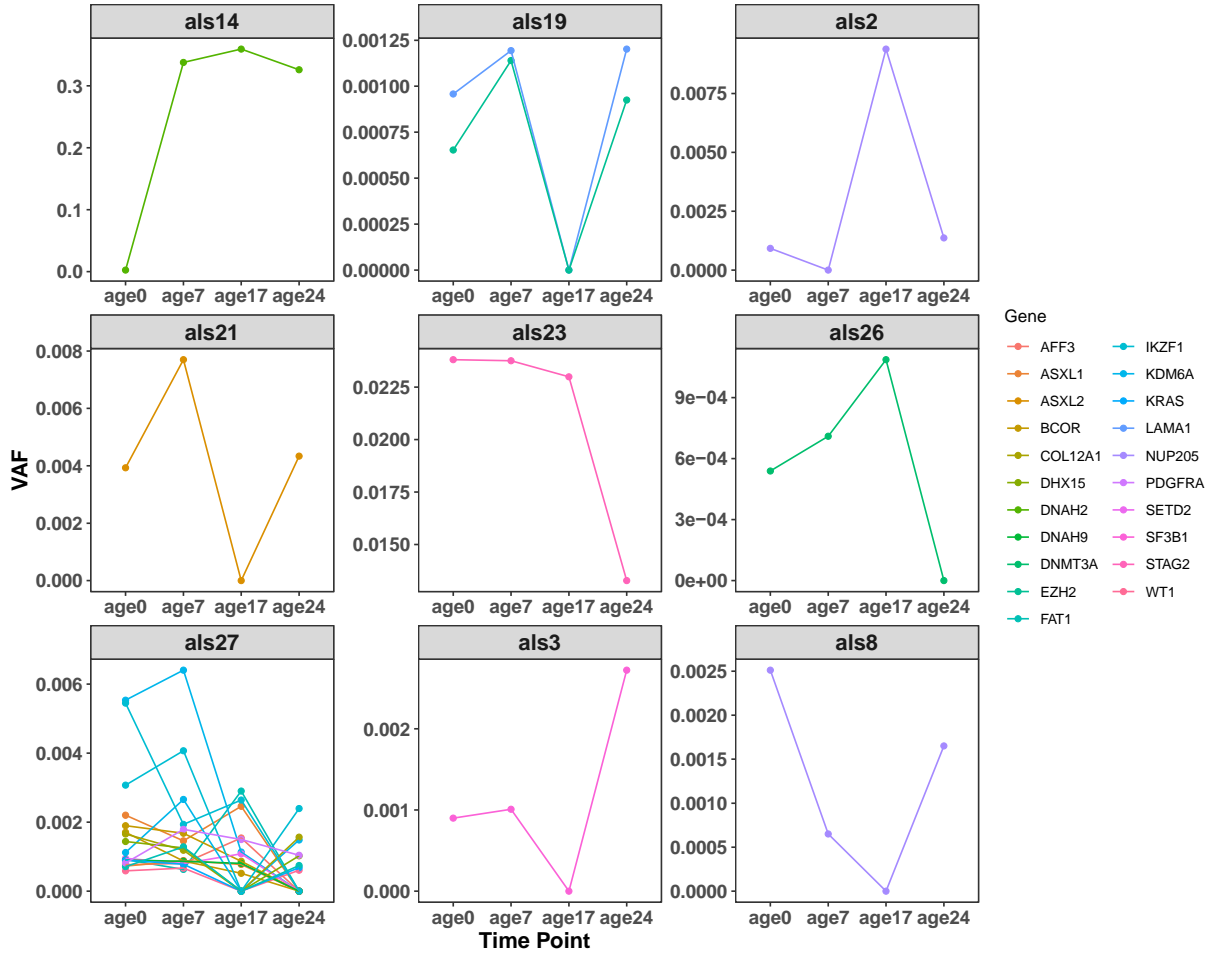 als14
als19
als2
0.3
0.2
0.1
0.0
age0 age7 age17 age24
0.00125
0.00100
0.00075
0.00050
0.00025
0.00000
age0 age7 age17 age24
0.0075
0.0050
0.0025
0.0000
age0 age7 age17 age24
als21
als23
als26
0.008
0.006
0.004
0.002
0.000
age0 age7 age17 age24
0.0225
0.0200
0.0175
0.0150
age0 age7 age17 age24
9e−04
6e−04
3e−04
0e+00
age0 age7 age17 age24
als27
als3
als8
0.006
0.004
0.002
0.000
age0 age7 age17 age24
0.002
0.001
0.000
age0 age7 age17 age24
0.0025
0.0020
0.0015
0.0010
0.0005
0.0000
age0 age7 age17 age24
VAF
Time Point
Gene
AFF3
ASXL1
ASXL2
BCOR
COL12A1
DHX15
DNAH2
DNAH9
DNMT3A
EZH2
FAT1
IKZF1
KDM6A
KRAS
LAMA1
NUP205
PDGFRA
SETD2
SF3B1
STAG2
WT1